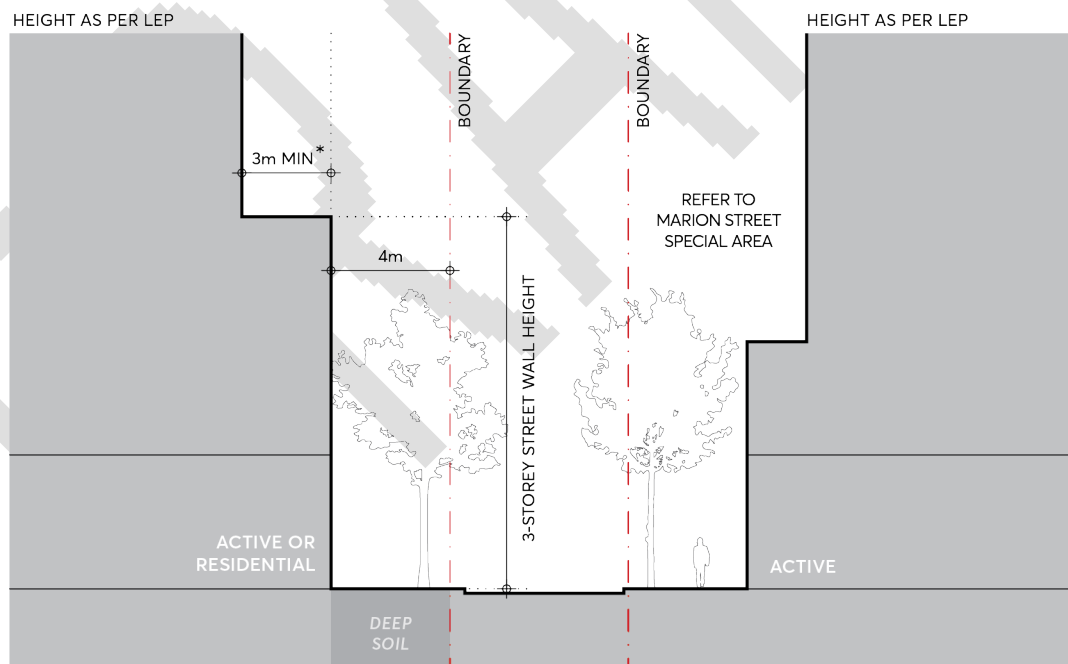 HEIGHT AS PER LEP
HEIGHT AS PER LEP
BOUNDARY
BOUNDARY
3m MIN*
REFER TO
MARION STREET
SPECIAL AREA
4m
3-STOREY STREET WALL HEIGHT
ACTIVE OR
RESIDENTIAL
ACTIVE
DEEP
SOIL